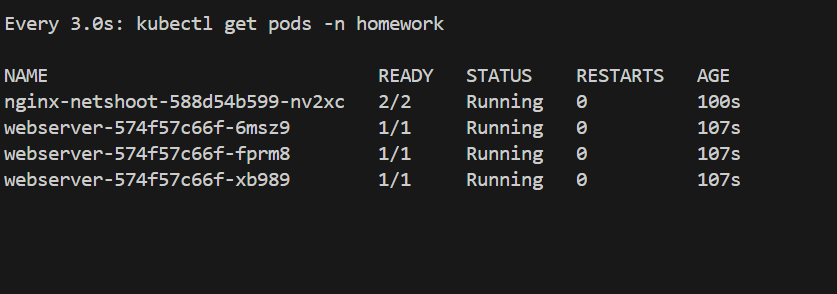 Every 3.0s: kubectl get pods -n homework
NAME READY STATUS RESTARTS AGE
nginx-netshoot-588d54b599-nv2xc 2/2 Running 0 100s
webserver-574f57c66f-6msz9 1/1 Running 0 107s
webserver-574f57c66f-fprm8 1/1 Running 0 107s
webserver-574f57c66f-xb989 1/1 Running 0 107s